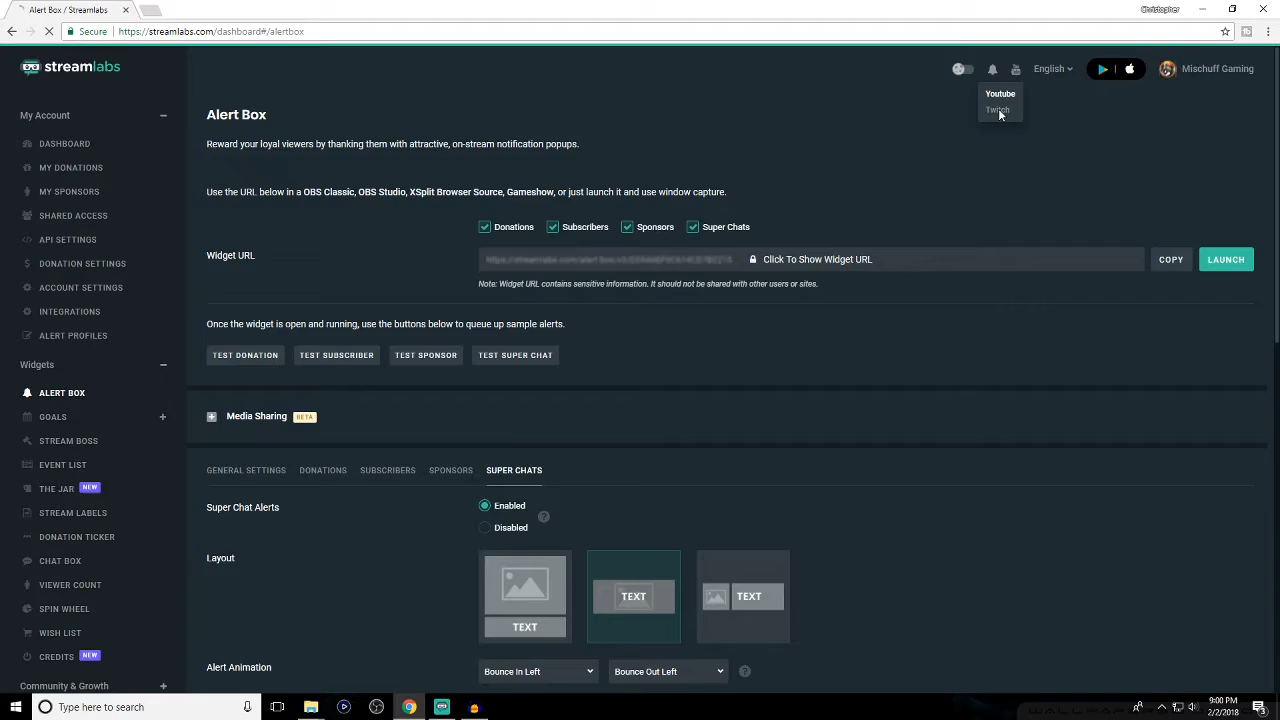 Alert Box / Streamlabs
Christopher
Secure https://streamlabs.com/dashboard#/alertbox
streamlabs
English
Mischuff Gaming
Youtube
Twitch
My Account
DASHBOARD
MY DONATIONS
MY SPONSORS
SHARED ACCESS
API SETTINGS
DONATION SETTINGS
ACCOUNT SETTINGS
INTEGRATIONS
ALERT PROFILES
Widgets
ALERT BOX
GOALS
STREAM BOSS
EVENT LIST
THE JAR NEW
STREAM LABELS
DONATION TICKER
CHAT BOX
VIEWER COUNT
SPIN WHEEL
WISH LIST
CREDITS NEW
Community & Growth
Alert Box
Reward your loyal viewers by thanking them with attractive, on-stream notification popups.
Use the URL below in a OBS Classic, OBS Studio, XSplit Browser Source, Gameshow, or just launch it and use window capture.
Donations Subscribers Sponsors Super Chats
Widget URL
Click To Show Widget URL
COPY
LAUNCH
Note: Widget URL contains sensitive information. It should not be shared with other users or sites.
Once the widget is open and running, use the buttons below to queue up sample alerts.
TEST DONATION TEST SUBSCRIBER TEST SPONSOR TEST SUPER CHAT
Media Sharing BETA
GENERAL SETTINGS DONATIONS SUBSCRIBERS SPONSORS SUPER CHATS
Super Chat Alerts
Enabled
Disabled
Layout
TEXT
TEXT
TEXT
Alert Animation
Bounce In Left
Bounce Out Left
Type here to search
9:00 PM
2/2/2018